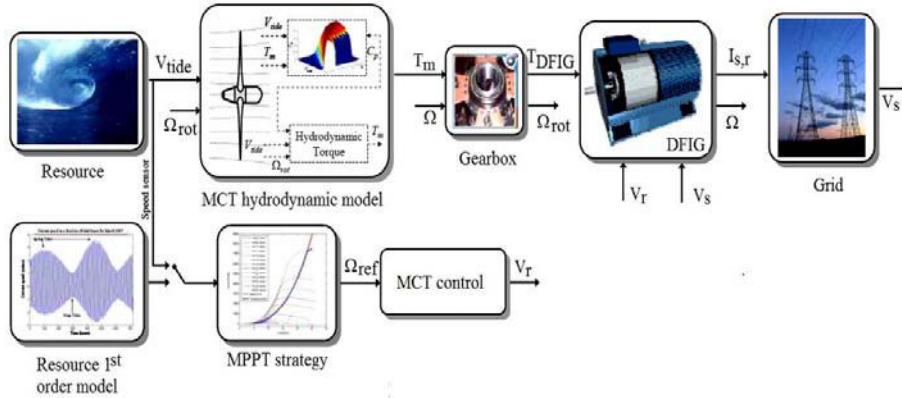 V_tide
Ω_rot
Resource
V_tide
T_m
C_p
Hydrodynamic
Torque
V_tide
Ω_rot
T_m
MCT hydrodynamic model
T_m
Ω
Gearbox
T_DFIG
Ω_rot
DFIG
V_r
V_s
I_s,r
Ω
Grid
V_s
Speed sensor
Resource 1st
order model
MPPT strategy
Ω_ref
MCT control
V_r